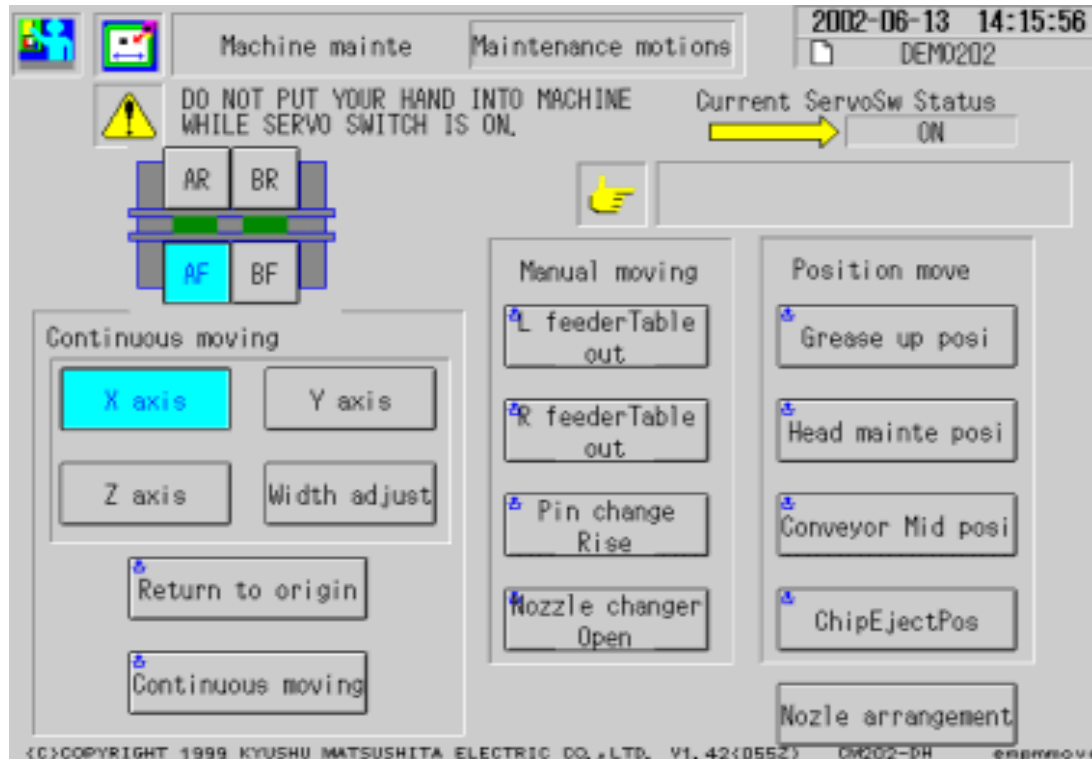 2002-06-13 14:15:56
Machine mainte
Maintenance motions
DEMO202
DO NOT PUT YOUR HAND INTO MACHINE
WHILE SERVO SWITCH IS ON.
Current ServoSw Status
ON
AR
BR
AF
BF
Continuous moving
X axis
Y axis
Z axis
Width adjust
Return to origin
Continuous moving
Manual moving
L feederTable
out
R feederTable
out
Pin change
Rise
Nozzle changer
Open
Position move
Grease up posi
Head mainte posi
Conveyor Mid posi
ChipEjectPos
Nozle arrangement
(C)COPYRIGHT 1999 KYUSHU MATSUSHITA ELECTRIC CO.,LTD. V1.42(055Z) CM202-DH